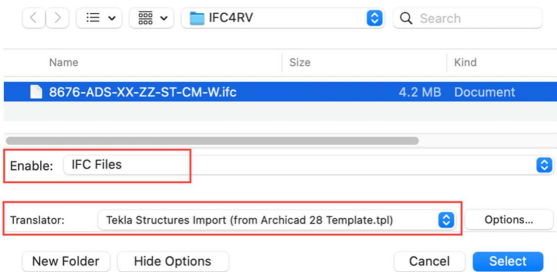 IFC4RV
Search
Name Size Kind
8676-ADS-XX-ZZ-ST-CM-W.ifc 4.2 MB Document
Enable: IFC Files
Translator: Tekla Structures Import (from Archicad 28 Template.tpl) Options...
New Folder Hide Options Cancel Select